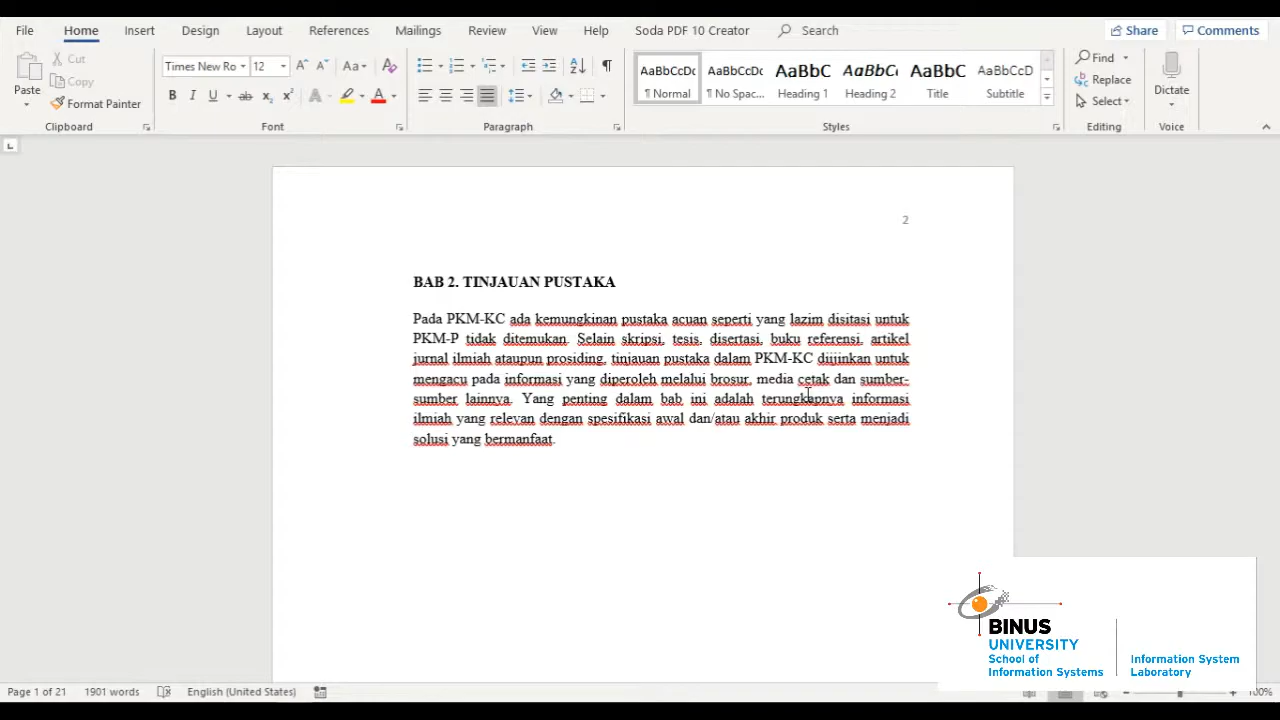 File Home Insert Design Layout References Mailings Review View Help Soda PDF 10 Creator Search Share Comments
Paste
Cut
Copy
Format Painter
Clipboard
Times New Ro 12
Font
Paragraph
AaBbCcDc AaBbCcDc AaBbC AaBbCc AaBbC AaBbCcD
¶ Normal ¶ No Spac... Heading 1 Heading 2 Title Subtitle
Styles
Find
Replace
Select
Editing
Dictate
Voice
2
BAB 2. TINJAUAN PUSTAKA
Pada PKM-KC ada kemungkinan pustaka acuan seperti yang lazim disitasi untuk
PKM-P tidak ditemukan. Selain skripsi, tesis, disertasi, buku referensi, artikel
jurnal ilmiah ataupun prosiding, tinjauan pustaka dalam PKM-KC diijinkan untuk
mengacu pada informasi yang diperoleh melalui brosur, media cetak dan sumber-
sumber lainnya. Yang penting dalam bab ini adalah terungkapnya informasi
ilmiah yang relevan dengan spesifikasi awal dan/atau akhir produk serta menjadi
solusi yang bermanfaat.
BINUS
UNIVERSITY
School of
Information Systems
Information System
Laboratory
Page 1 of 21 1901 words English (United States) 100%